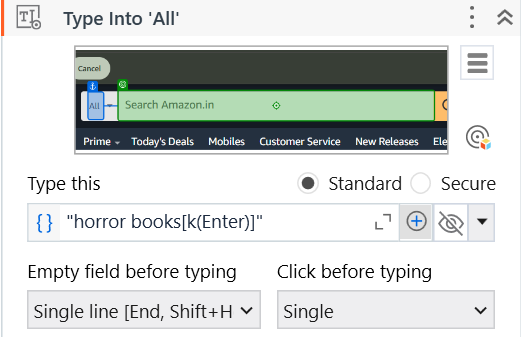 Type Into 'All'
Cancel
All
Search Amazon.in
Prime Today's Deals Mobiles Customer Service New Releases Ele
Type this
Standard
Secure
{} "horror books[k(Enter)]"
Empty field before typing
Click before typing
Single line [End, Shift+H
Single